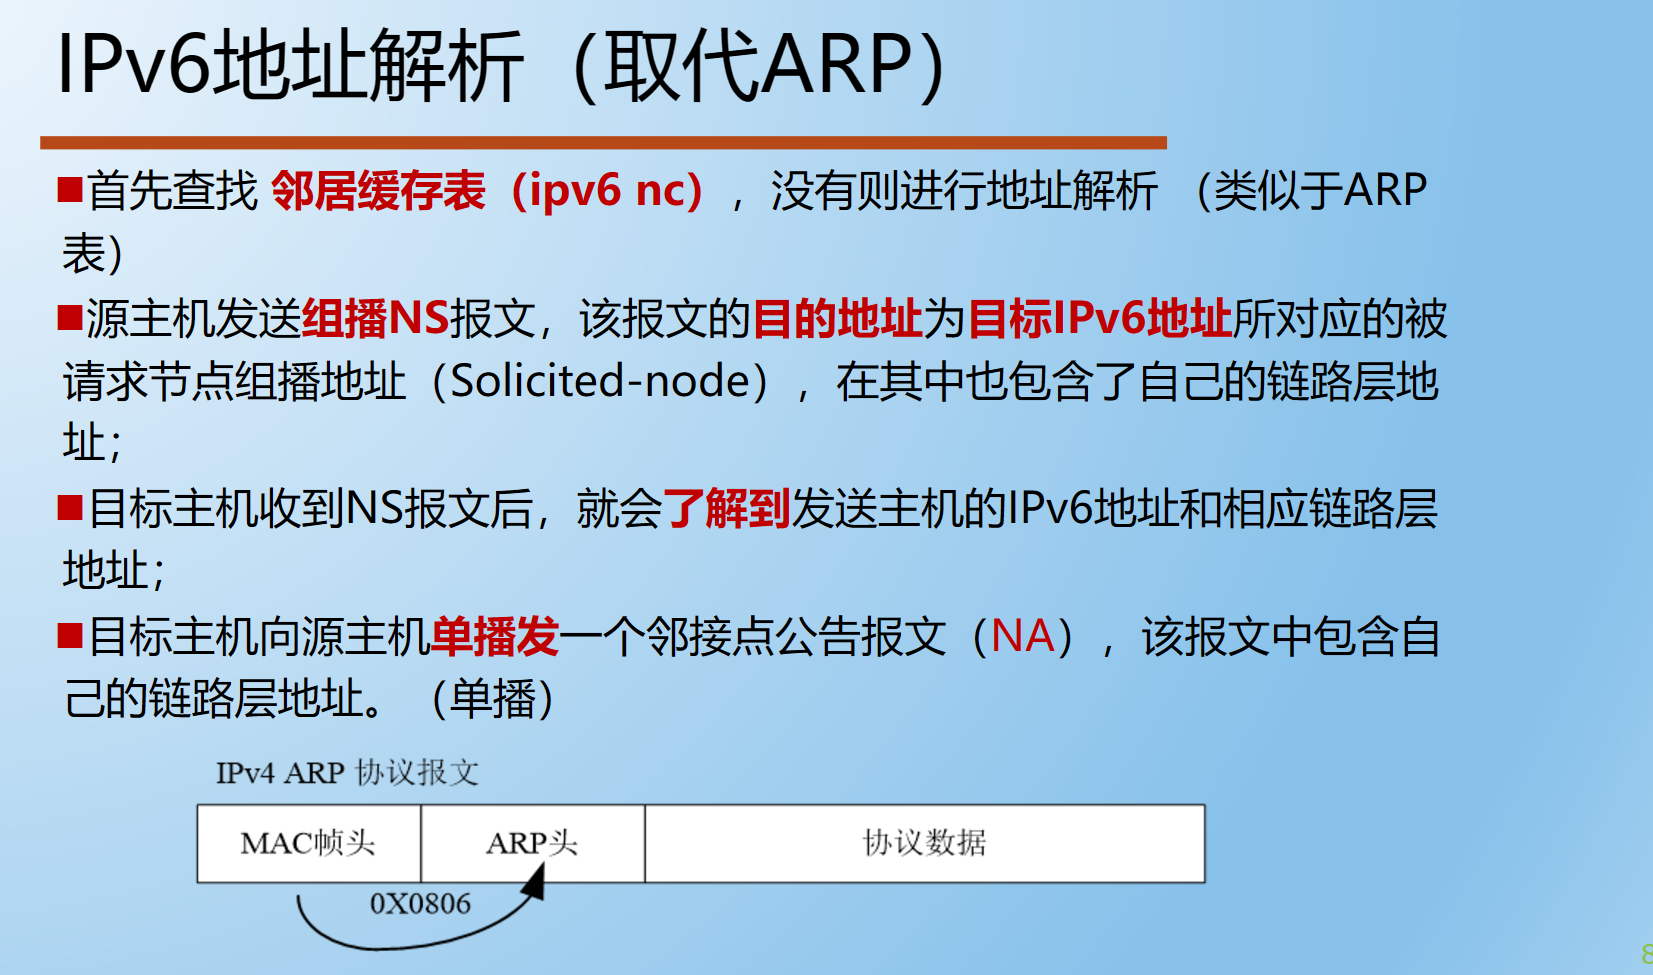 IPv6地址解析（取代ARP）
■首先查找 邻居缓存表（ipv6 nc），没有则进行地址解析 （类似于ARP
表）
■源主机发送组播NS报文，该报文的目的地址为目标IPv6地址所对应的被
请求节点组播地址（Solicited-node），在其中也包含了自己的链路层地
址；
■目标主机收到NS报文后，就会了解到发送主机的IPv6地址和相应链路层
地址；
■目标主机向源主机单播发一个邻接点公告报文（NA），该报文中包含自
己的链路层地址。（单播）
IPv4 ARP 协议报文
MAC帧头 ARP头 协议数据
0X0806
8